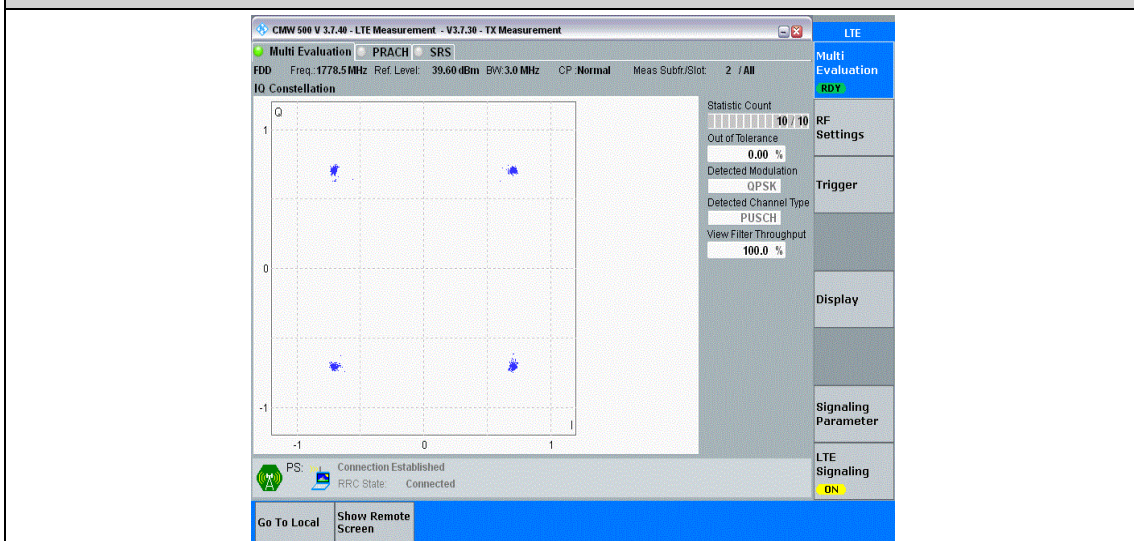 CMW 500 V 3.7.40 - LTE Measurement - V3.7.30 - TX Measurement
LTE
Multi Evaluation PRACH SRS
Multi
Evaluation
RDY
FDD Freq.:1778.5 MHz Ref. Level: 39.60 dBm BW:3.0 MHz CP :Normal Meas Subfr./Slot: 2 / All
IQ Constellation
Q
1
0
-1
-1
0
1
I
Statistic Count
10 / 10
Out of Tolerance
0.00 %
Detected Modulation
QPSK
Detected Channel Type
PUSCH
View Filter Throughput
100.0 %
RF
Settings
Trigger
Display
Signaling
Parameter
LTE
Signaling
ON
PS: Connection Established
RRC State: Connected
Go To Local
Show Remote
Screen